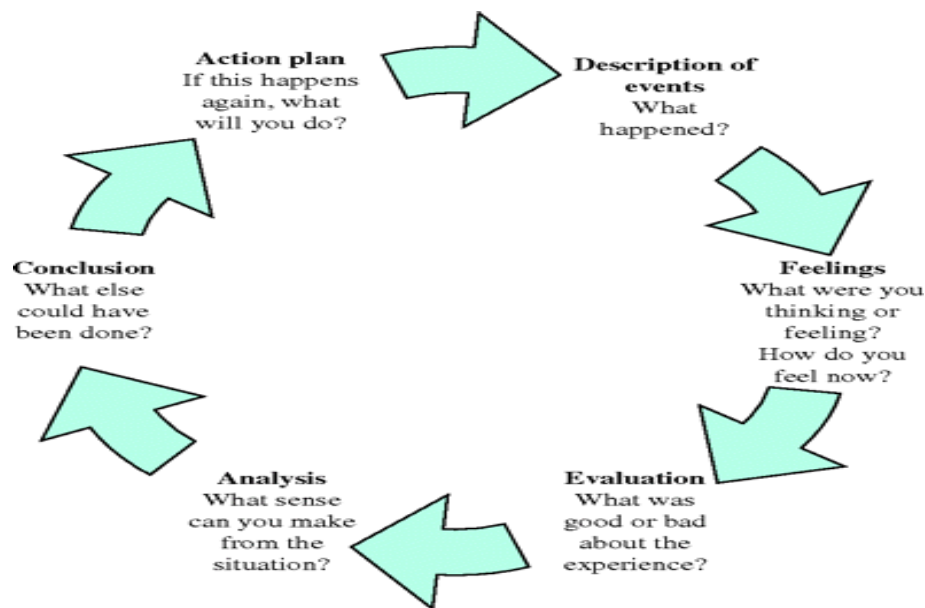 Action plan
If this happens
again, what
will you do?
Description of
events
What
happened?
Feelings
What were you
thinking or
feeling?
How do you
feel now?
Evaluation
What was
good or bad
about the
experience?
Analysis
What sense
can you make
from the
situation?
Conclusion
What else
could have
been done?